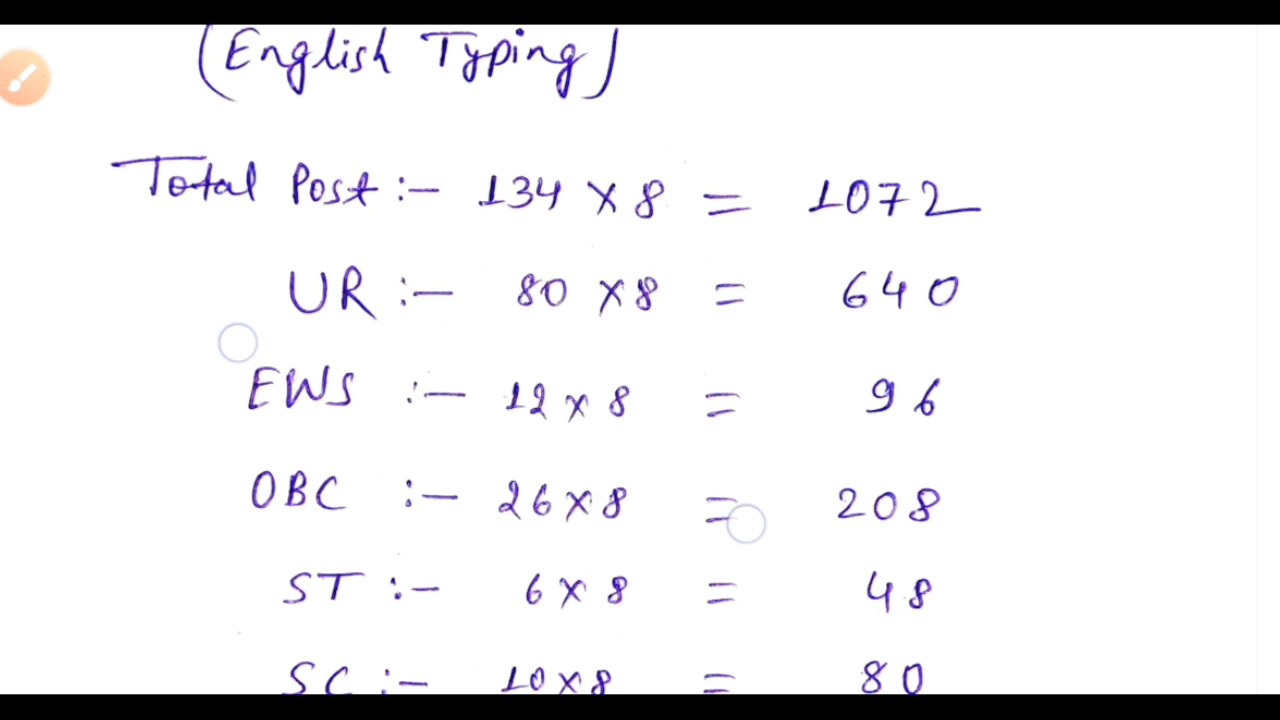 (English Typing)
Total Post :- 134 × 8 = 1072
UR :- 80 × 8 = 640
EWS :- 12 × 8 = 96
OBC :- 26 × 8 = 208
ST :- 6 × 8 = 48
SC :- 10 × 8 = 80